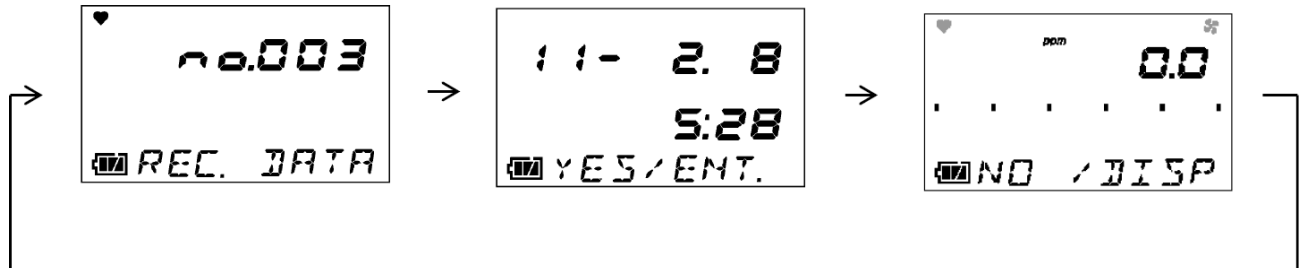 no.003
REC. DATA
11- 2. 8
5:28
YES/ENT.
ppm
0.0
NO /DISP